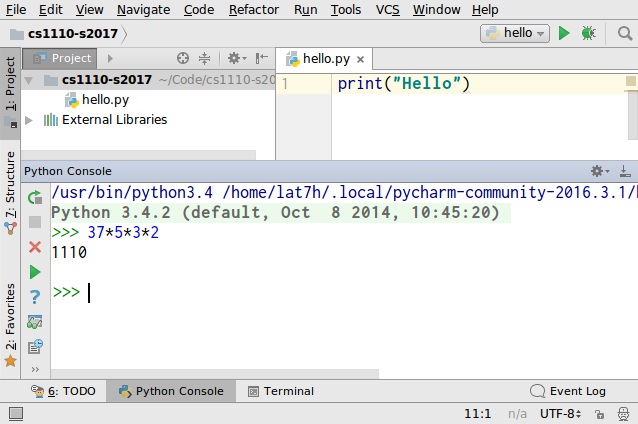 File Edit View Navigate Code Refactor Run Tools VCS Window Help
cs1110-s2017 hello
1: Project
Project
hello.py
cs1110-s2017 ~/Code/cs1110-s20
hello.py
External Libraries
1 print("Hello")
7: Structure
2: Favorites
Python Console
/usr/bin/python3.4 /home/lat7h/.local/pycharm-community-2016.3.1/
Python 3.4.2 (default, Oct  8 2014, 10:45:20)
>>> 37*5*3*2
1110
>>>
6: TODO Python Console Terminal Event Log
11:1 n/a UTF-8